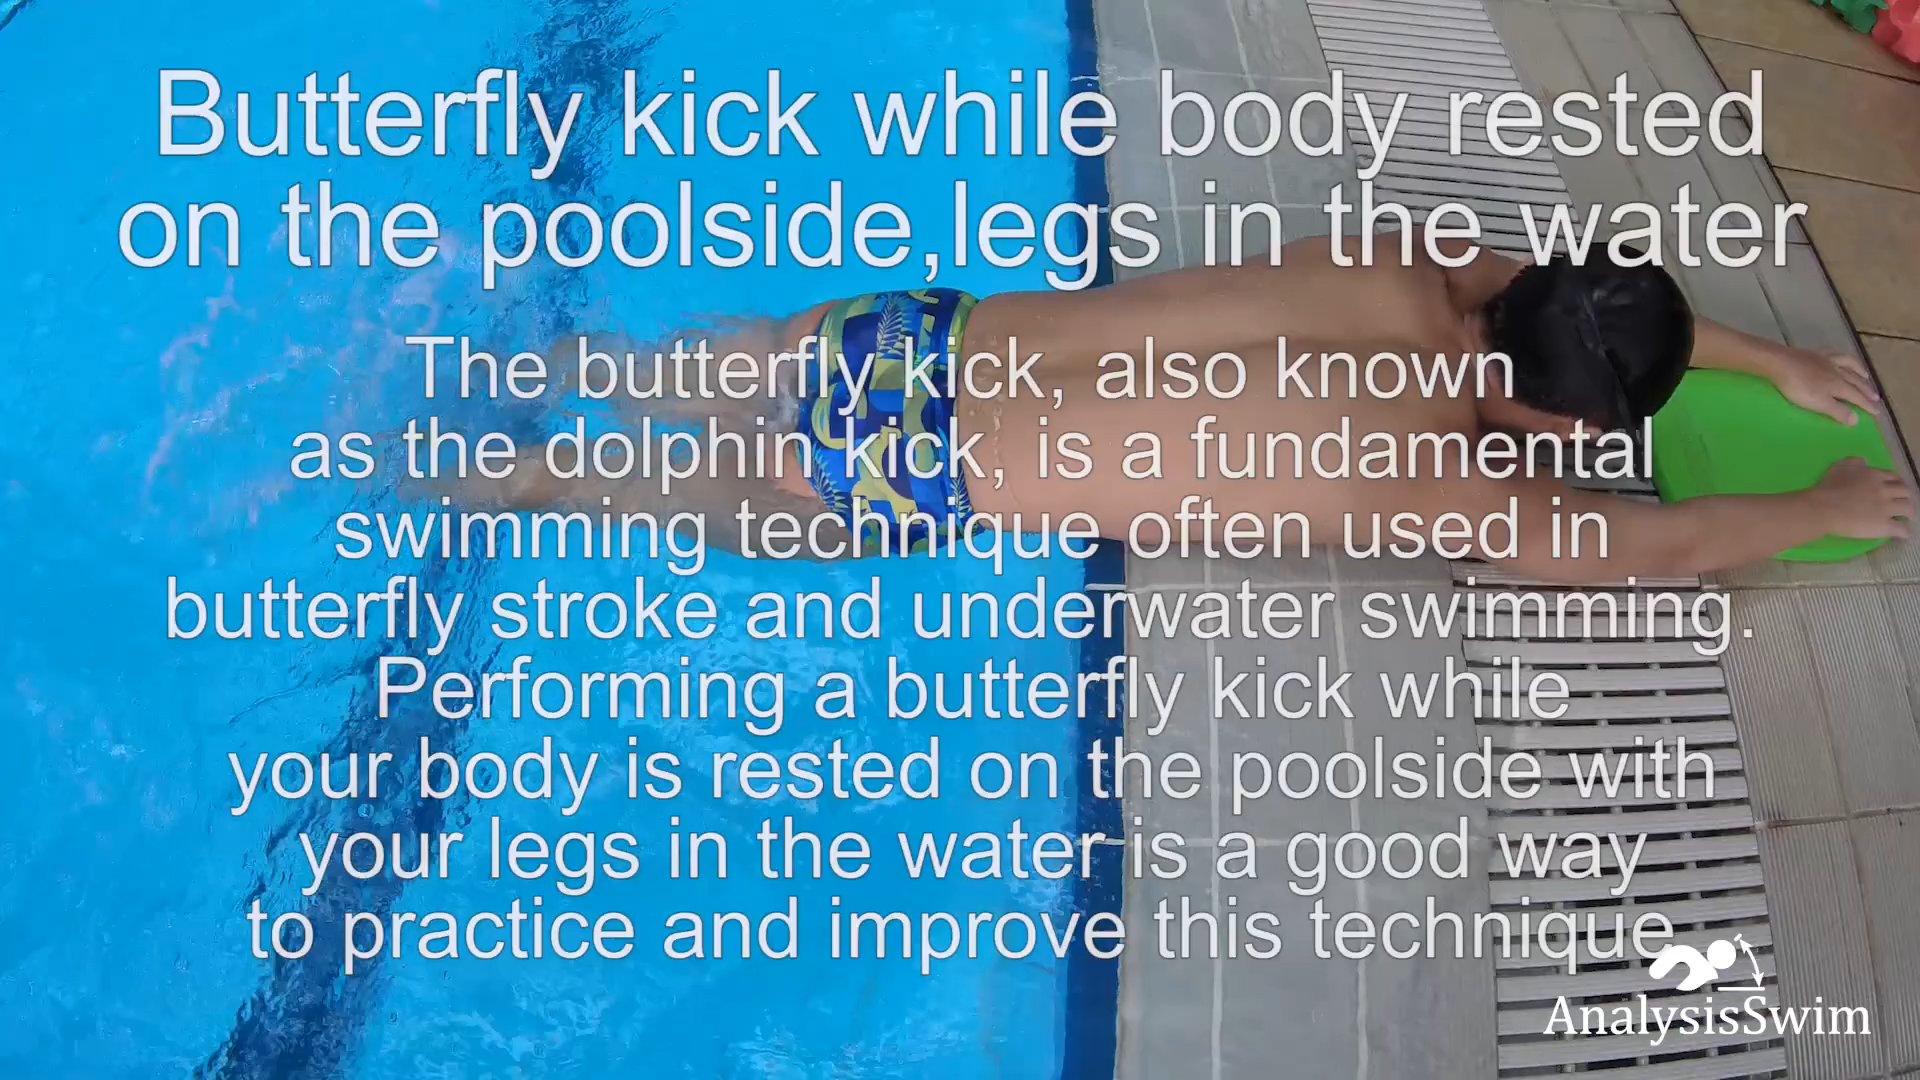 Butterfly kick while body rested
on the poolside,legs in the water
The butterfly kick, also known
as the dolphin kick, is a fundamental
swimming technique often used in
butterfly stroke and underwater swimming.
Performing a butterfly kick while
your body is rested on the poolside with
your legs in the water is a good way
to practice and improve this technique
AnalysisSwim